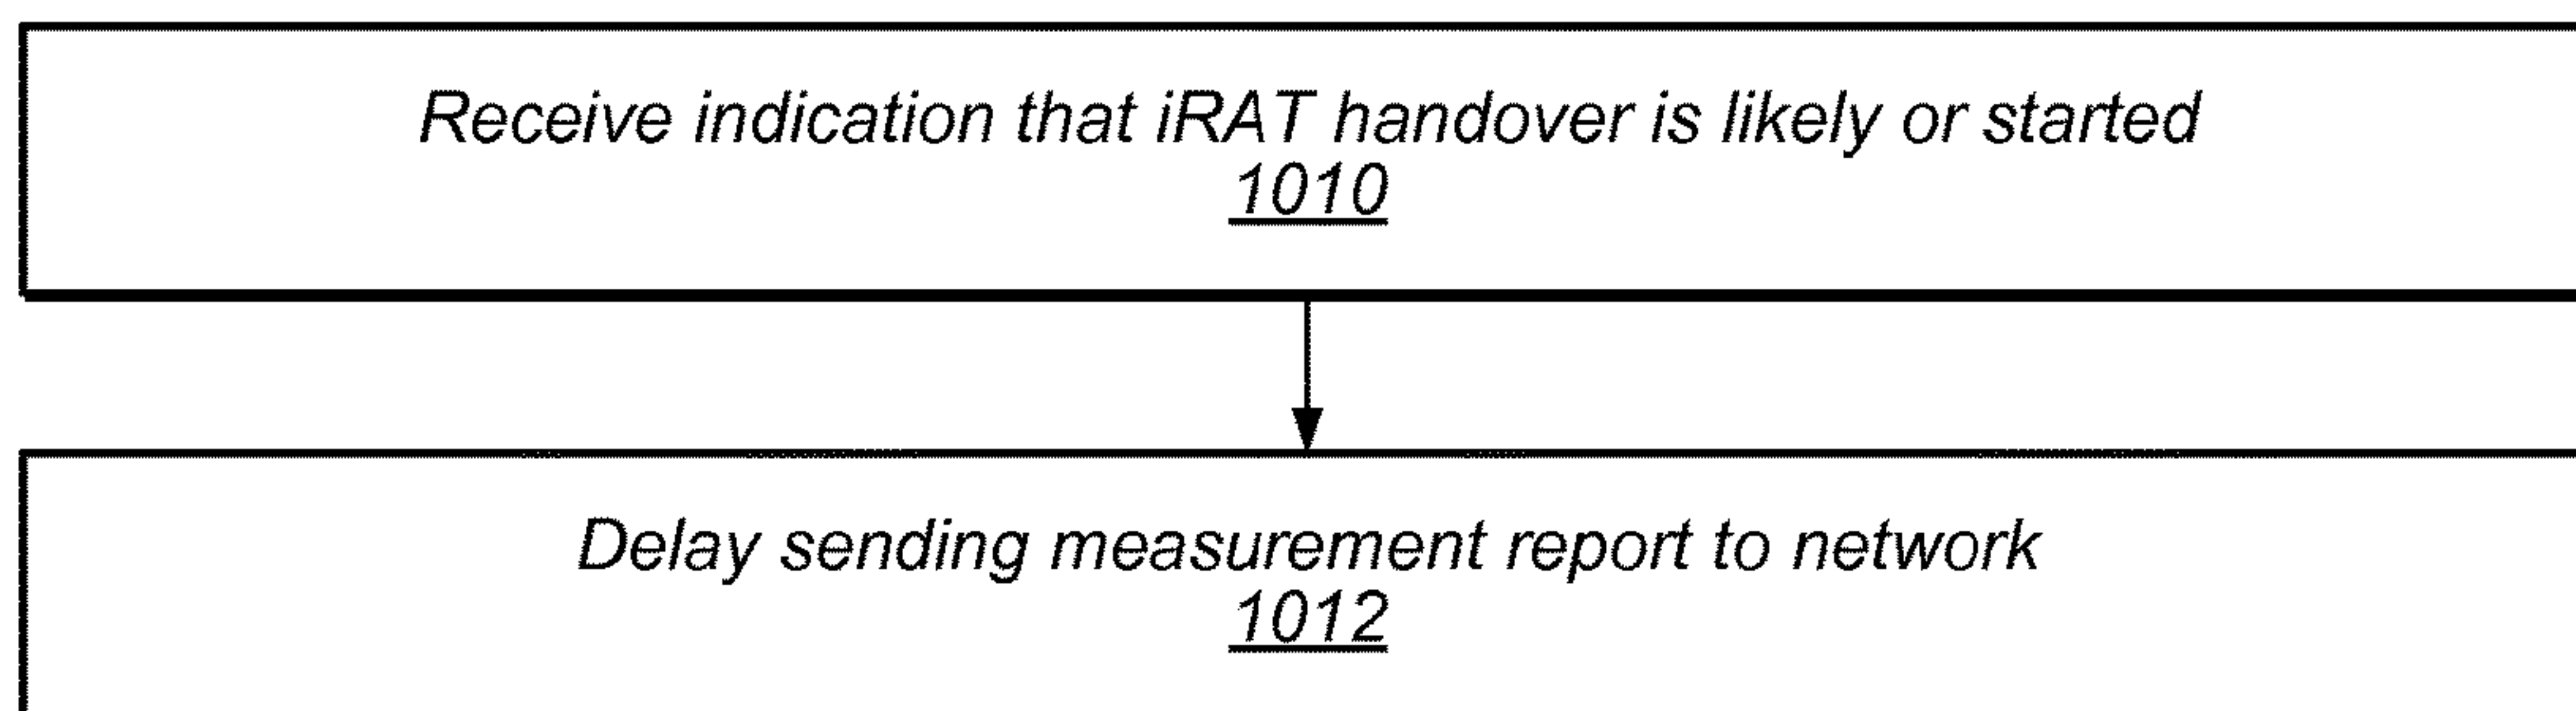 Receive indication that iRAT handover is likely or started
1010
Delay sending measurement report to network
1012